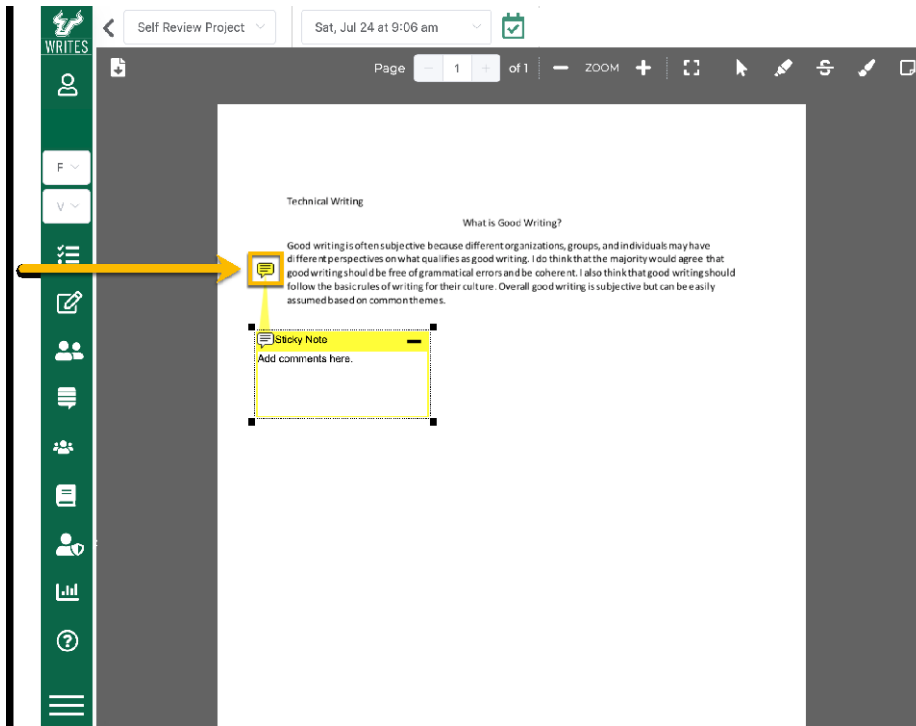 WRITES
Self Review Project
Sat, Jul 24 at 9:06 am
Page
1
of 1
ZOOM
F
V
Technical Writing
What is Good Writing?
Good writing is often subjective because different organizations, groups, and individuals may have
different perspectives on what qualifies as good writing. I do think that the majority would agree that
good writing should be free of grammatical errors and be coherent. I also think that good writing should
follow the basic rules of writing for their culture. Overall good writing is subjective but can be easily
assumed based on common themes.
Sticky Note
Add comments here.